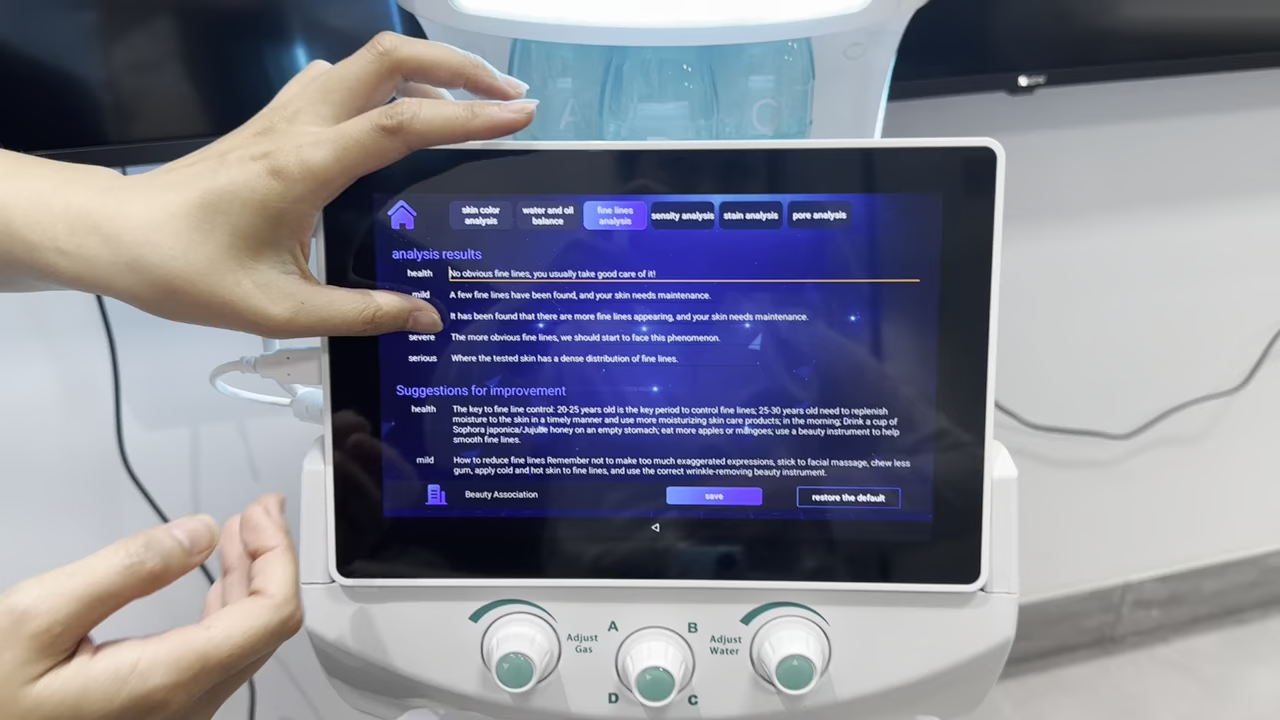 A
C
skin color
analysis
water and oil
balance
fine lines
analysis
sensity analysis
stain analysis
pore analysis
analysis results
health
No obvious fine lines, you usually take good care of it!
mild
A few fine lines have been found, and your skin needs maintenance.
It has been found that there are more fine lines appearing, and your skin needs maintenance.
severe
The more obvious fine lines, we should start to face this phenomenon.
serious
Where the tested skin has a dense distribution of fine lines.
Suggestions for improvement
health
The key to fine line control: 20-25 years old is the key period to control fine lines; 25-30 years old need to replenish
moisture to the skin in a timely manner and use more moisturizing skin care products; in the morning; Drink a cup of
Sophora japonica/Jujube honey on an empty stomach; eat more apples or mangoes; use a beauty instrument to help
smooth fine lines.
mild
How to reduce fine lines Remember not to make too much exaggerated expressions, stick to facial massage, chew less
gum, apply cold and hot skin to fine lines, and use the correct wrinkle-removing beauty instrument.
Beauty Association
save
restore the default
Adjust
Gas
A
B
D
C
Adjust
Water